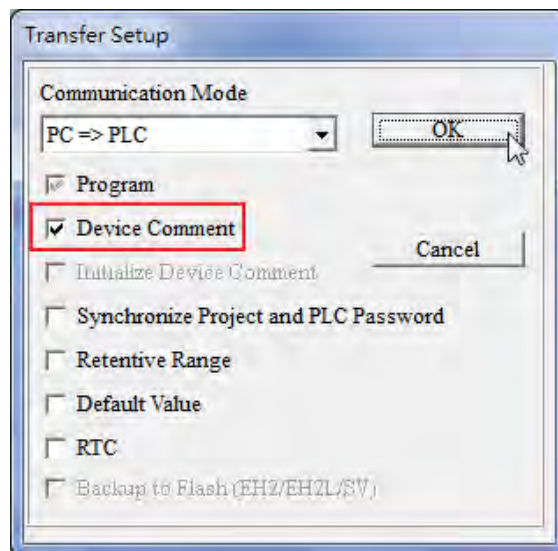 Transfer Setup
Communication Mode
PC => PLC
OK
Program
Device Comment
Cancel
Initialize Device Comment
Synchronize Project and PLC Password
Retentive Range
Default Value
RTC
Backup to Flash (EH2/EH2L/SV)